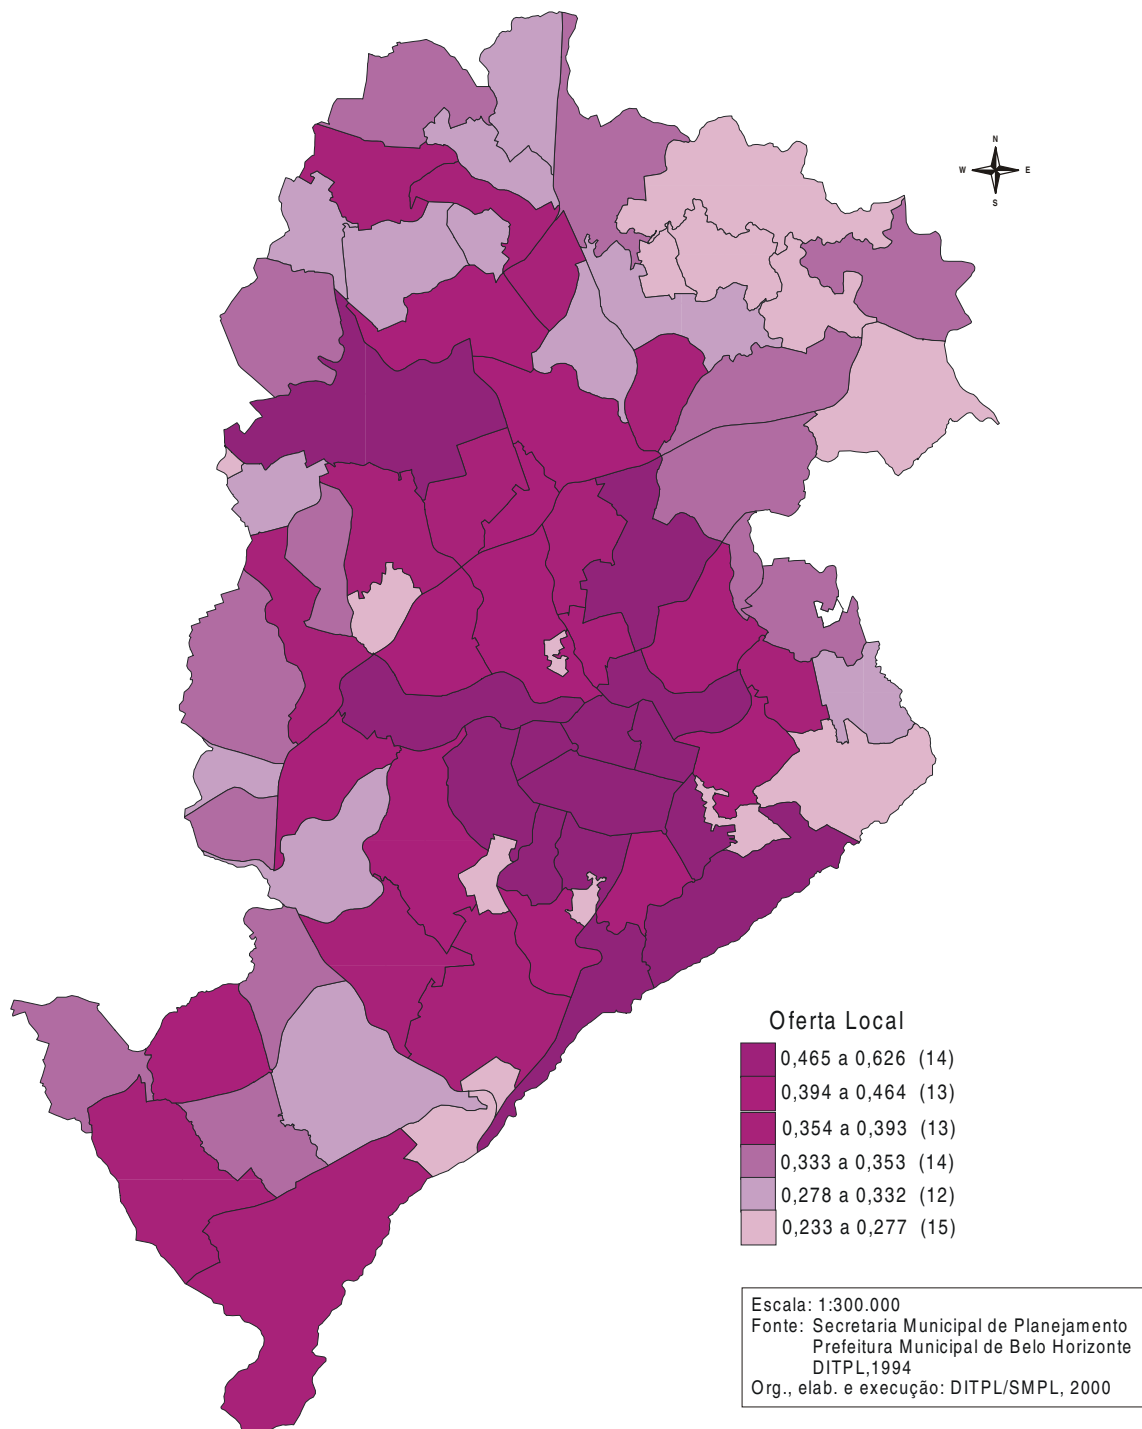 N
W E
S
Oferta Local
0,465 a 0,626 (14)
0,394 a 0,464 (13)
0,354 a 0,393 (13)
0,333 a 0,353 (14)
0,278 a 0,332 (12)
0,233 a 0,277 (15)
Escala: 1:300.000
Fonte: Secretaria Municipal de Planejamento
Prefeitura Municipal de Belo Horizonte
DITPL,1994
Org., elab. e execução: DITPL/SMPL, 2000